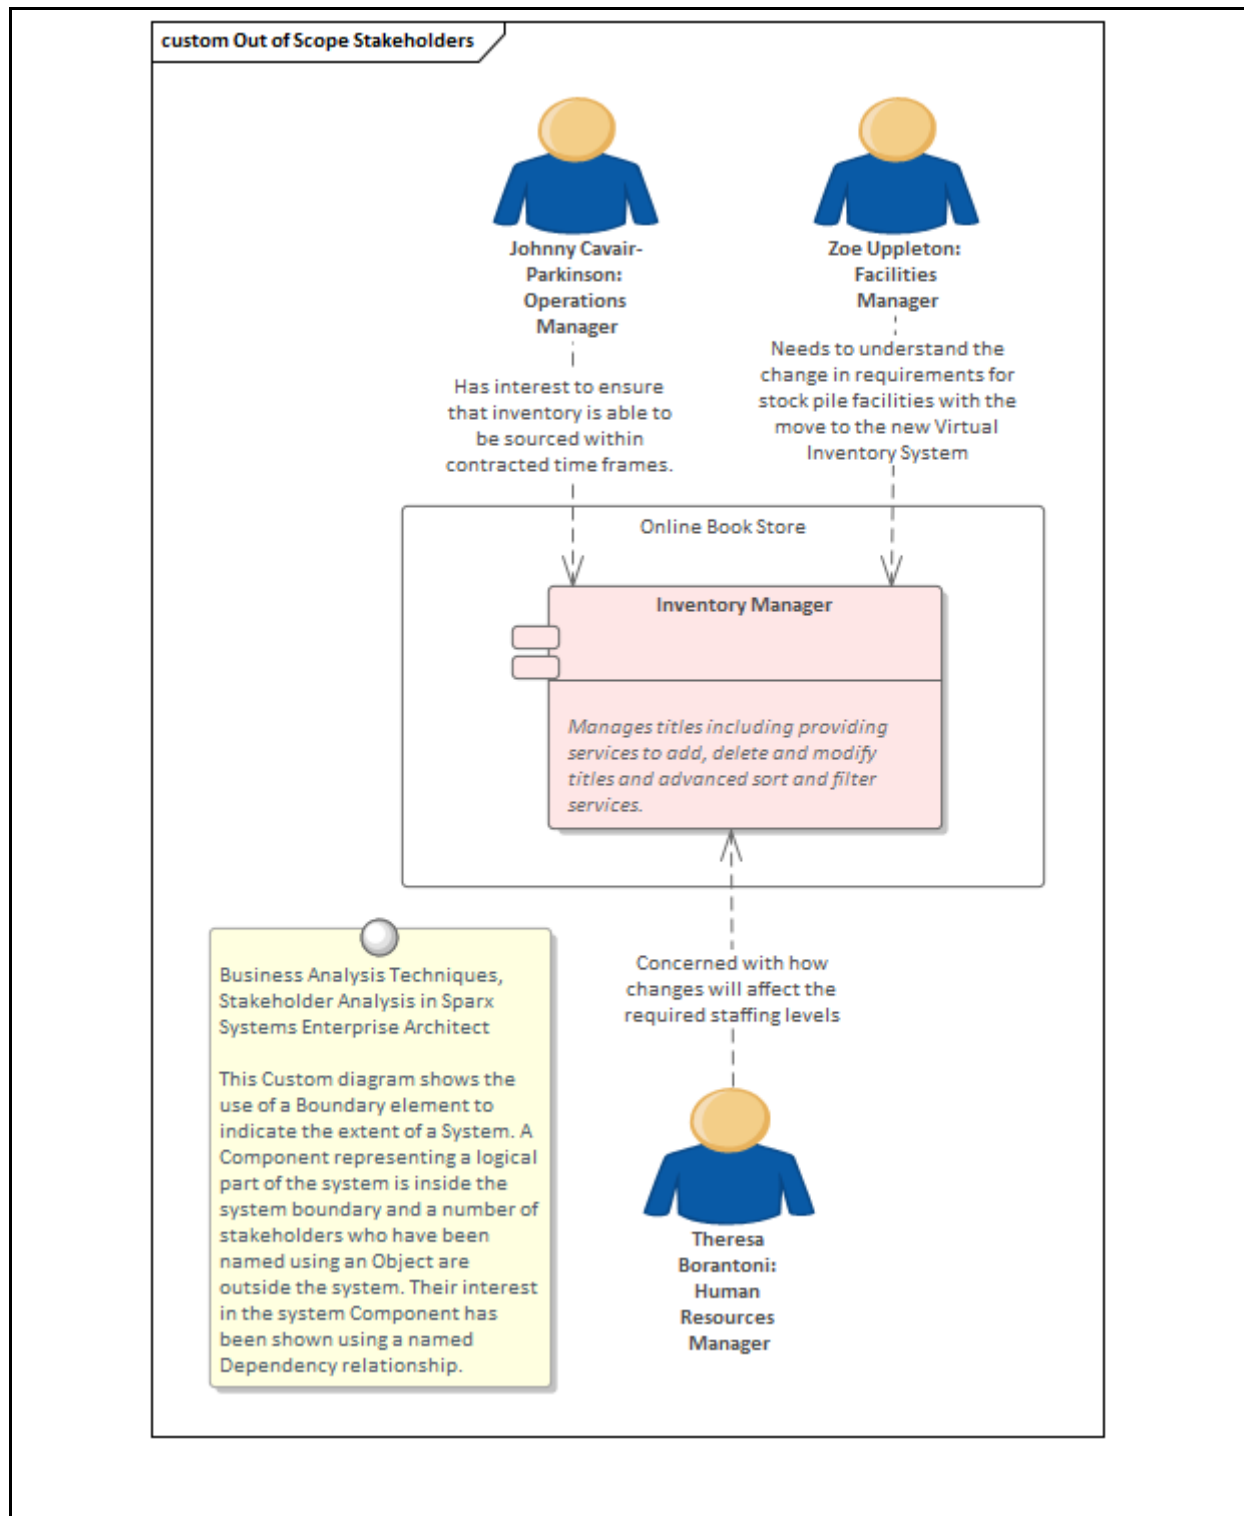 custom Out of Scope Stakeholders
Johnny Cavair-
Parkinson:
Operations
Manager
Zoe Uppleton:
Facilities
Manager
Has interest to ensure
that inventory is able to
be sourced within
contracted time frames.
Needs to understand the
change in requirements for
stock pile facilities with the
move to the new Virtual
Inventory System
Online Book Store
Inventory Manager
Manages titles including providing
services to add, delete and modify
titles and advanced sort and filter
services.
Business Analysis Techniques,
Stakeholder Analysis in Sparx
Systems Enterprise Architect
This Custom diagram shows the
use of a Boundary element to
indicate the extent of a System. A
Component representing a logical
part of the system is inside the
system boundary and a number of
stakeholders who have been
named using an Object are
outside the system. Their interest
in the system Component has
been shown using a named
Dependency relationship.
Concerned with how
changes will affect the
required staffing levels
Theresa
Borantoni:
Human
Resources
Manager